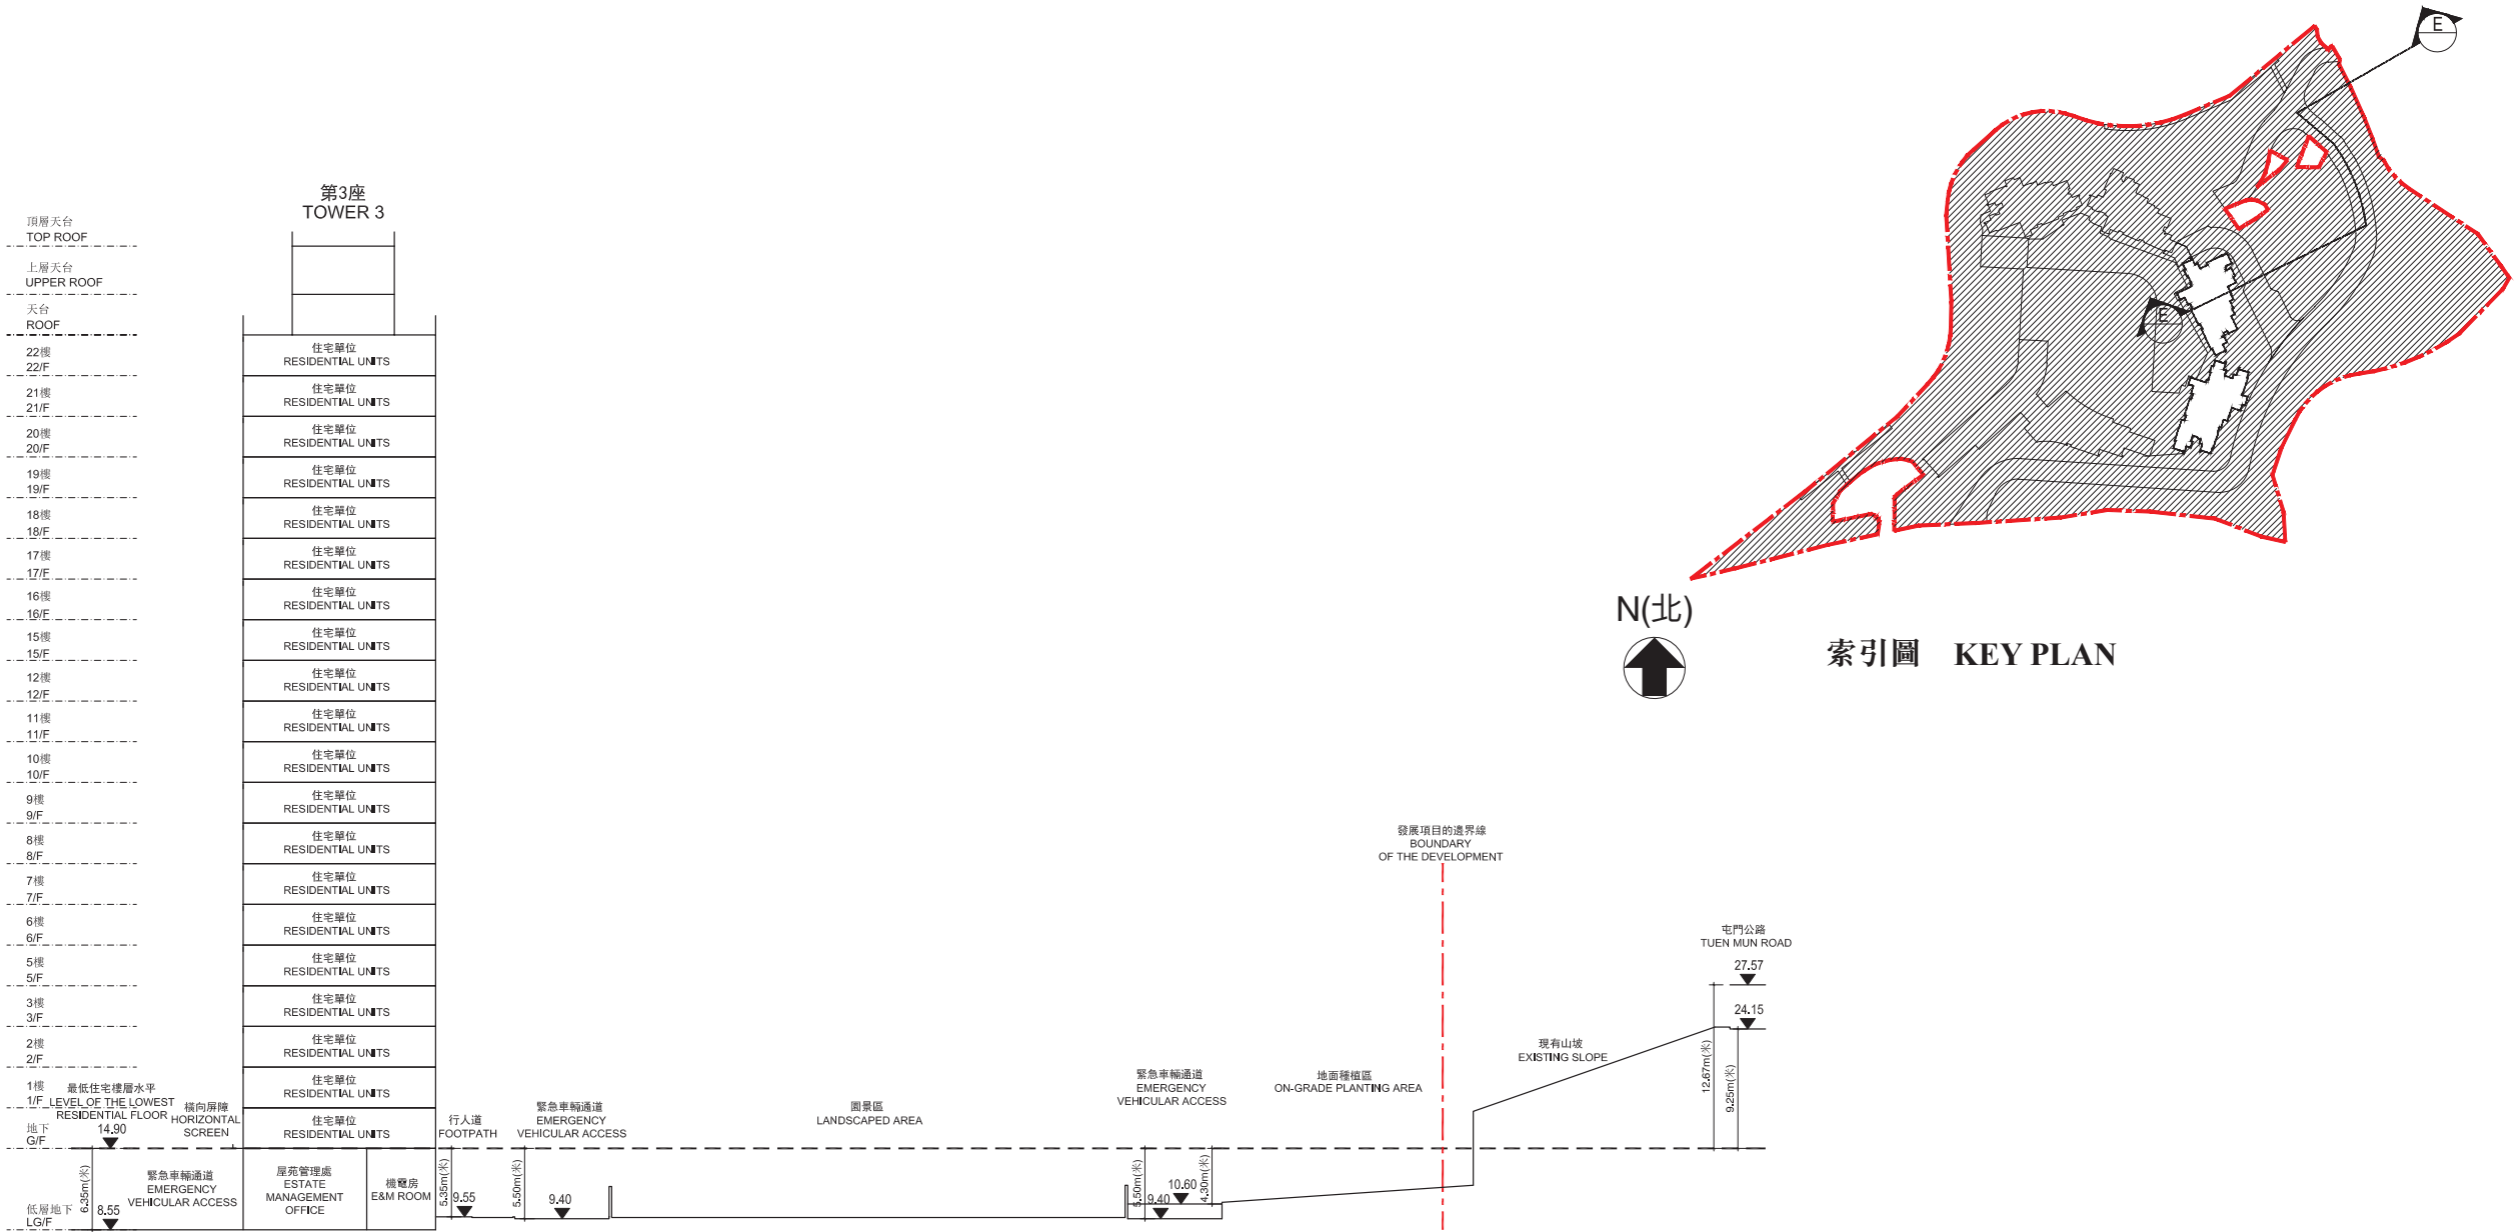 第3座
TOWER 3
頂層天台
TOP ROOF
上層天台
UPPER ROOF
天台
ROOF
22樓
22/F
住宅單位
RESIDENTIAL UNITS
21樓
21/F
住宅單位
RESIDENTIAL UNITS
20樓
20/F
住宅單位
RESIDENTIAL UNITS
19樓
19/F
住宅單位
RESIDENTIAL UNITS
18樓
18/F
住宅單位
RESIDENTIAL UNITS
17樓
17/F
住宅單位
RESIDENTIAL UNITS
16樓
16/F
住宅單位
RESIDENTIAL UNITS
15樓
15/F
住宅單位
RESIDENTIAL UNITS
12樓
12/F
住宅單位
RESIDENTIAL UNITS
11樓
11/F
住宅單位
RESIDENTIAL UNITS
10樓
10/F
住宅單位
RESIDENTIAL UNITS
9樓
9/F
住宅單位
RESIDENTIAL UNITS
8樓
8/F
住宅單位
RESIDENTIAL UNITS
7樓
7/F
住宅單位
RESIDENTIAL UNITS
6樓
6/F
住宅單位
RESIDENTIAL UNITS
5樓
5/F
住宅單位
RESIDENTIAL UNITS
3樓
3/F
住宅單位
RESIDENTIAL UNITS
2樓
2/F
住宅單位
RESIDENTIAL UNITS
1樓
1/F
住宅單位
RESIDENTIAL UNITS
地下
G/F
住宅單位
RESIDENTIAL UNITS
最低住宅樓層水平
LEVEL OF THE LOWEST
RESIDENTIAL FLOOR
14.90
橫向屏障
HORIZONTAL
SCREEN
低層地下
LG/F
6.35m(米)
8.55
緊急車輛通道
EMERGENCY
VEHICULAR ACCESS
屋苑管理處
ESTATE
MANAGEMENT
OFFICE
機電房
E&M ROOM
行人道
FOOTPATH
5.35m(米)
9.55
緊急車輛通道
EMERGENCY
VEHICULAR ACCESS
5.50m(米)
9.40
園景區
LANDSCAPED AREA
緊急車輛通道
EMERGENCY
VEHICULAR ACCESS
5.50m(米)
9.40
10.60
4.30m(米)
地面種植區
ON-GRADE PLANTING AREA
發展項目的邊界線
BOUNDARY
OF THE DEVELOPMENT
現有山坡
EXISTING SLOPE
屯門公路
TUEN MUN ROAD
27.57
24.15
12.67m(米)
9.25m(米)
E
E
N(北)
索引圖 KEY PLAN